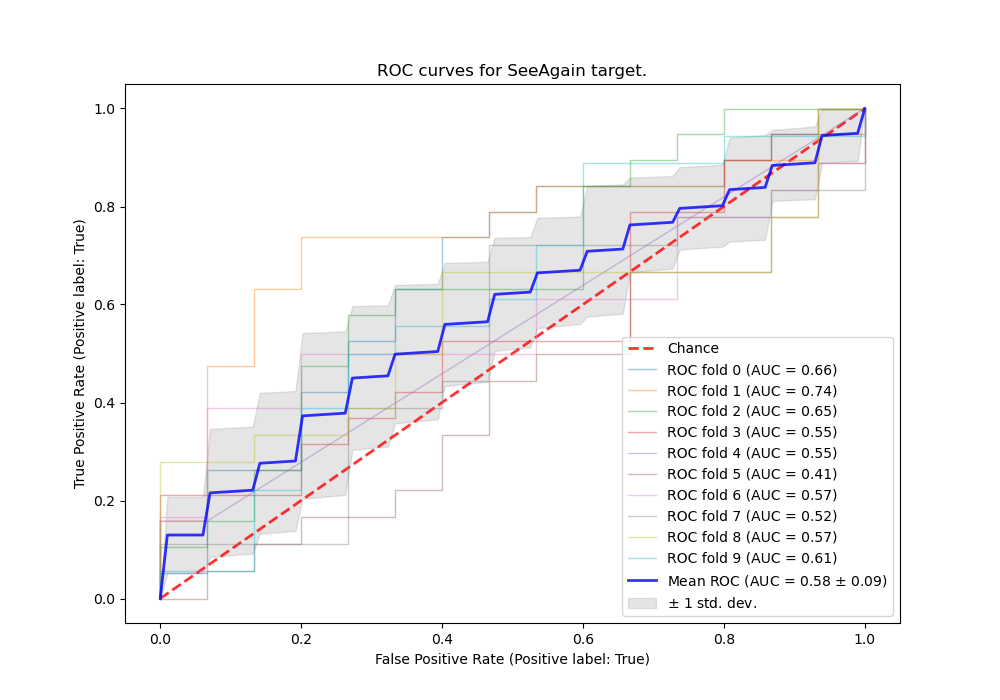 ROC curves for SeeAgain target.
True Positive Rate (Positive label: True)
1.0
0.8
0.6
0.4
0.2
0.0
0.0 0.2 0.4 0.6 0.8 1.0
False Positive Rate (Positive label: True)
Chance
ROC fold 0 (AUC = 0.66)
ROC fold 1 (AUC = 0.74)
ROC fold 2 (AUC = 0.65)
ROC fold 3 (AUC = 0.55)
ROC fold 4 (AUC = 0.55)
ROC fold 5 (AUC = 0.41)
ROC fold 6 (AUC = 0.57)
ROC fold 7 (AUC = 0.52)
ROC fold 8 (AUC = 0.57)
ROC fold 9 (AUC = 0.61)
Mean ROC (AUC = 0.58 ± 0.09)
± 1 std. dev.